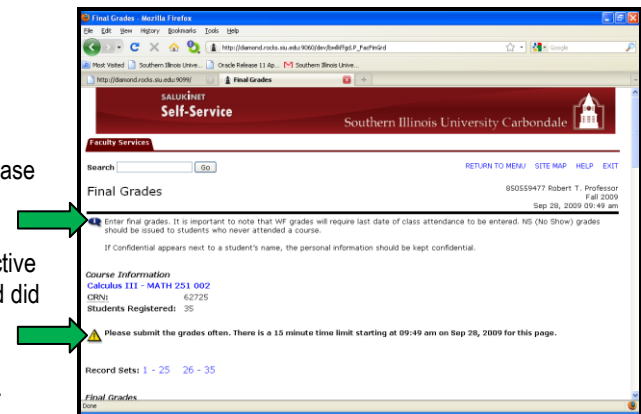 Final Grades - Mozilla Firefox
File Edit View History Bookmarks Tools Help
http://diamond.rocks.siu.edu:9060/dev/bwlkffgd.P_FacFinGrd
Google
Most Visited Southern Illinois Unive... Oracle Release 11 Ap... Southern Illinois Unive...
http://diamond.rocks.siu.edu:9099/ Final Grades
SALUKINET
Self-Service
Southern Illinois University Carbondale
Faculty Services
Search Go
RETURN TO MENU SITE MAP HELP EXIT
ase
Final Grades
850559477 Robert T. Professor
Fall 2009
Sep 28, 2009 09:49 am
Enter final grades. It is important to note that WF grades will require last date of class attendance to be entered. NS (No Show) grades
should be issued to students who never attended a course.
If Confidential appears next to a student's name, the personal information should be kept confidential.
ctive
d did
Course Information
Calculus III - MATH 251 002
CRN: 62725
Students Registered: 35
Please submit the grades often. There is a 15 minute time limit starting at 09:49 am on Sep 28, 2009 for this page.
Record Sets: 1 - 25 26 - 35
Final Grades
Done